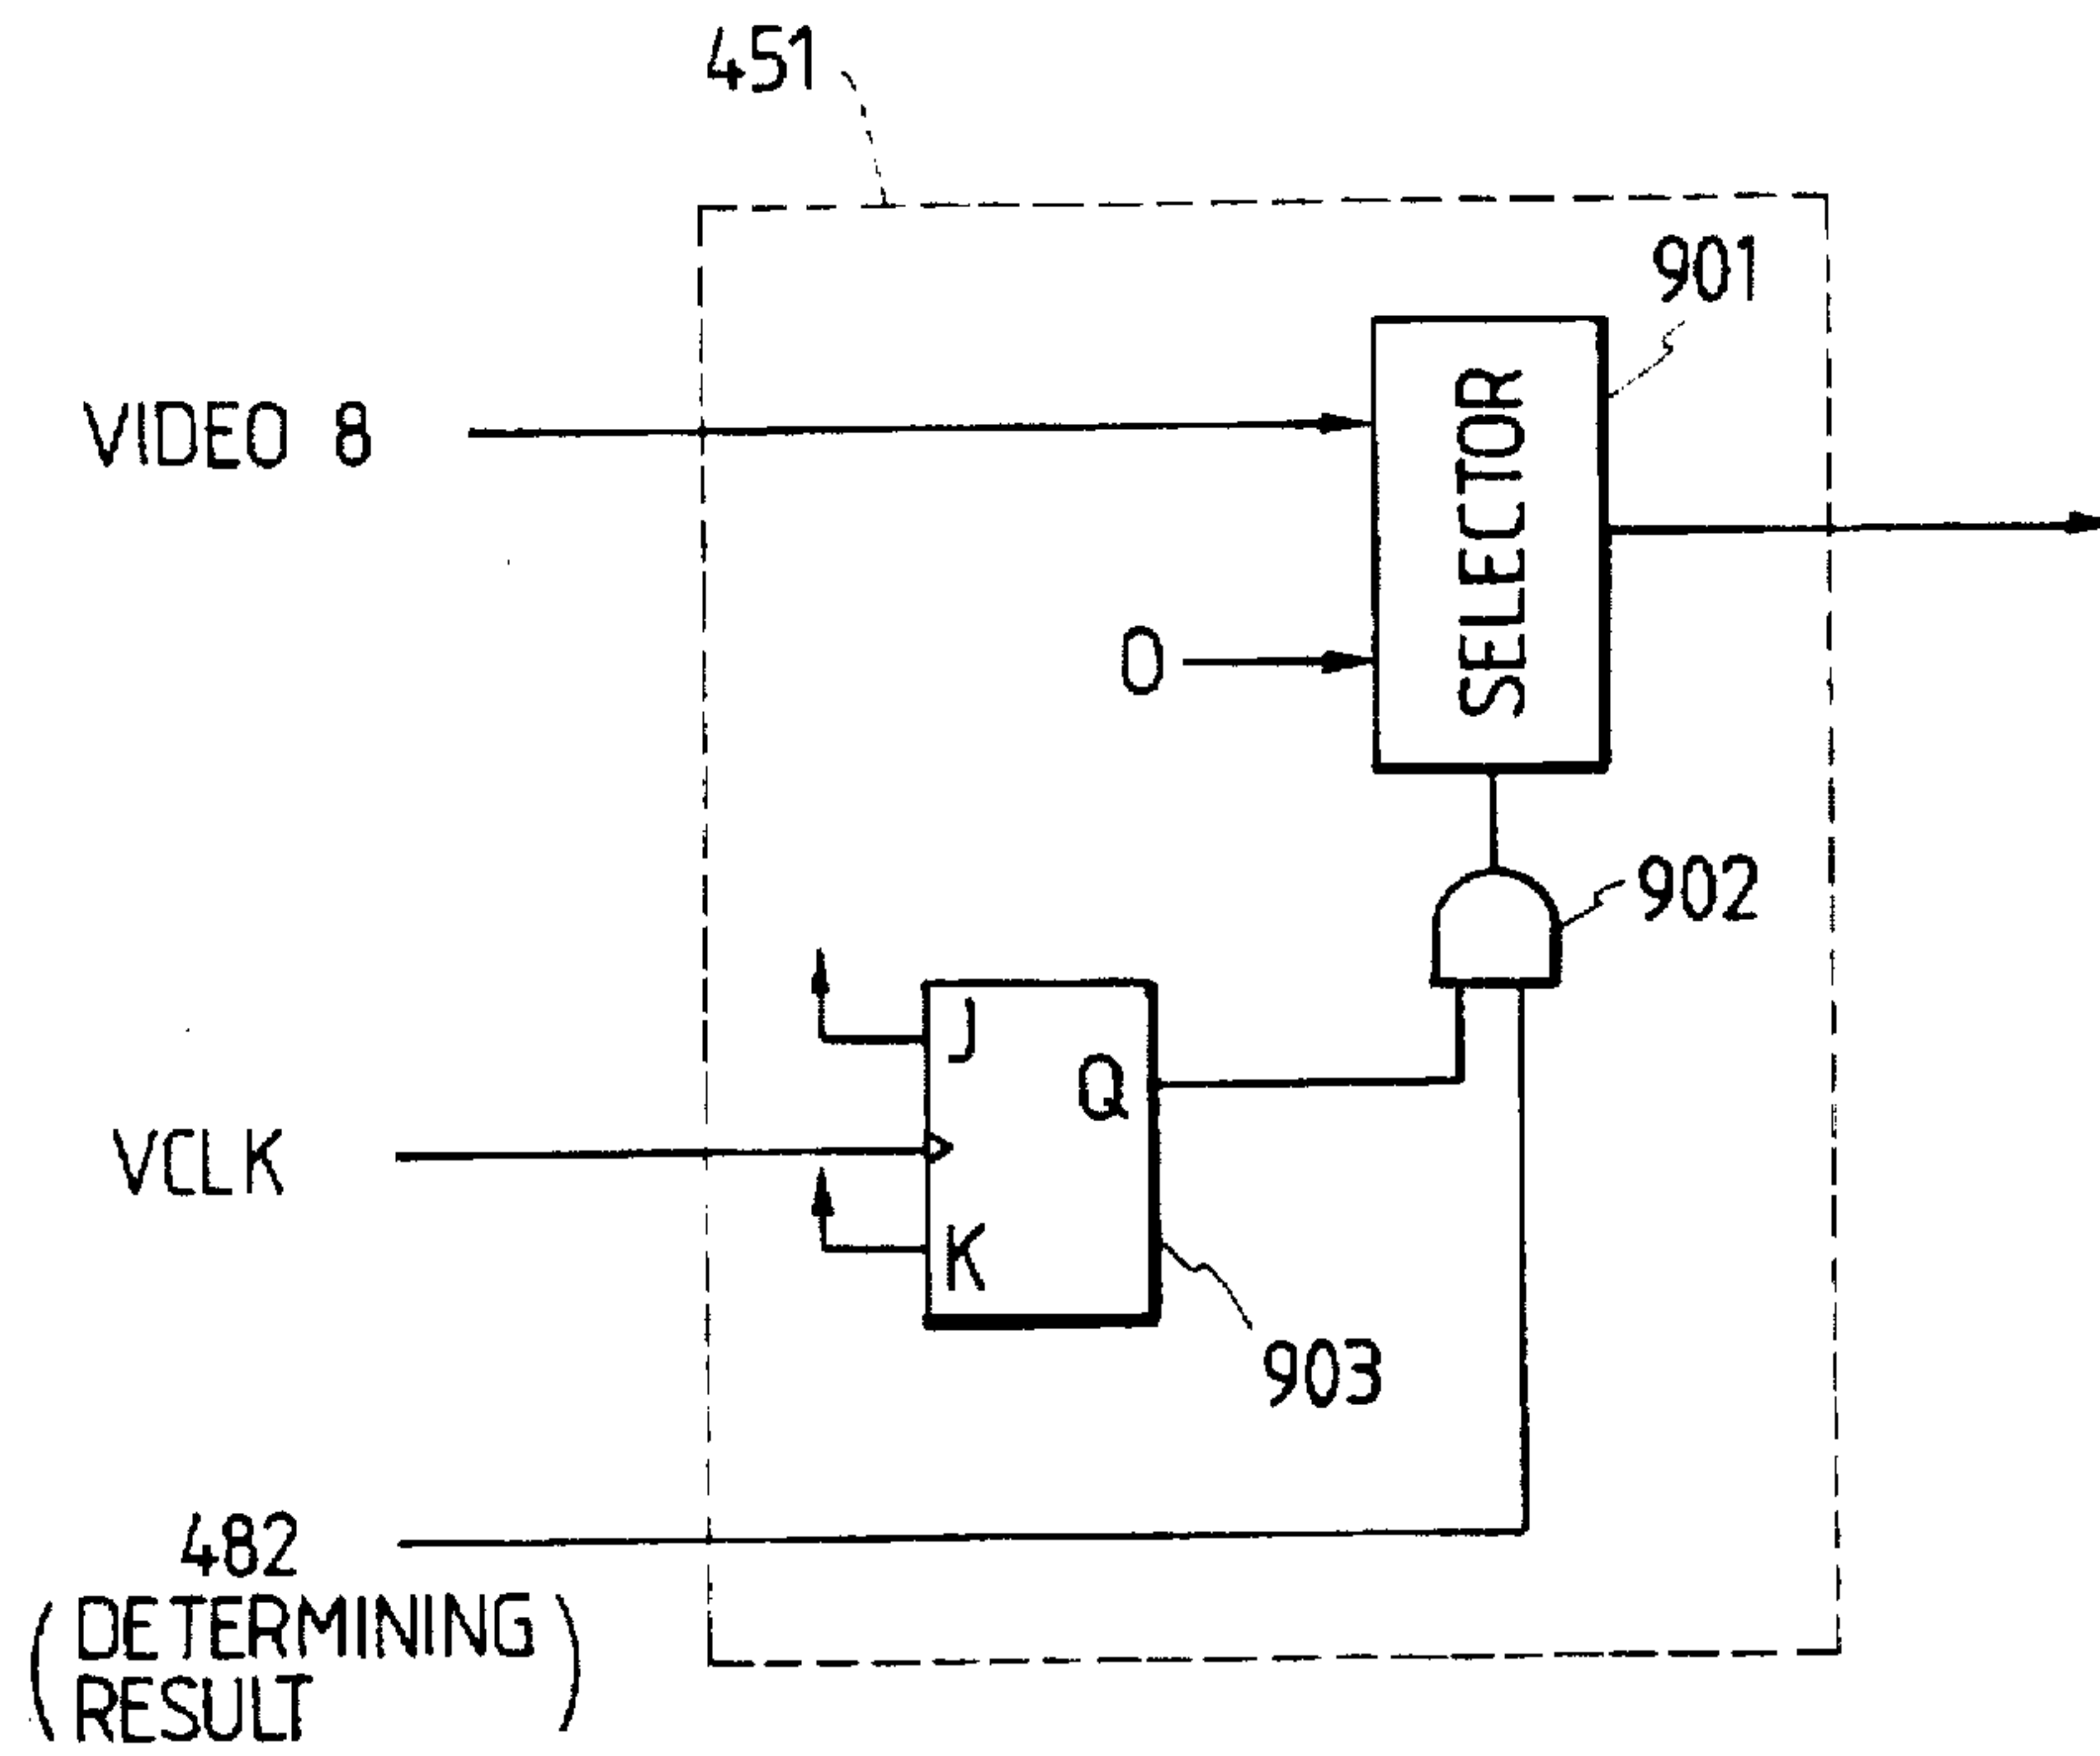 451
901
VIDEO 8
SELECTOR
0
902
J
Q
VCLK
K
903
482
(DETERMINING
RESULT)